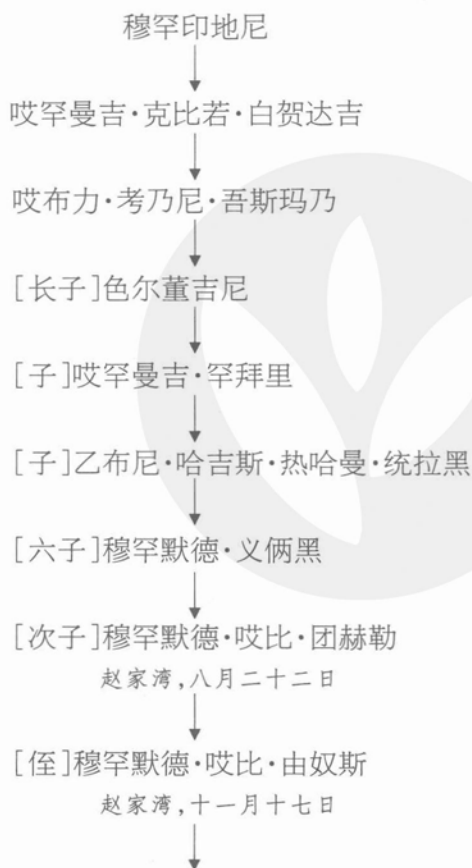 穆罕印地尼
哎罕曼吉·克比若·白贺达吉
哎布力·考乃尼·吾斯玛乃
[长子]色尔董吉尼
[子]哎罕曼吉·罕拜里
[子]乙布尼·哈吉斯·热哈曼·统拉黑
[六子]穆罕默德·义俩黑
[次子]穆罕默德·哎比·团赫勒
赵家湾,八月二十二日
[侄]穆罕默德·哎比·由奴斯
赵家湾,十一月十七日